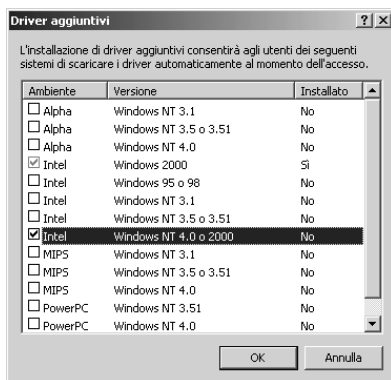 Driver aggiuntivi
L'installazione di driver aggiuntivi consentirà agli utenti dei seguenti
sistemi di scaricare i driver automaticamente al momento dell'accesso.
Ambiente Versione Installato
Alpha Windows NT 3.1 No
Alpha Windows NT 3.5 o 3.51 No
Alpha Windows NT 4.0 No
Intel Windows 2000 Sì
Intel Windows 95 o 98 No
Intel Windows NT 3.1 No
Intel Windows NT 3.5 o 3.51 No
Intel Windows NT 4.0 o 2000 No
MIPS Windows NT 3.1 No
MIPS Windows NT 3.5 o 3.51 No
MIPS Windows NT 4.0 No
PowerPC Windows NT 3.51 No
PowerPC Windows NT 4.0 No
OK Annulla